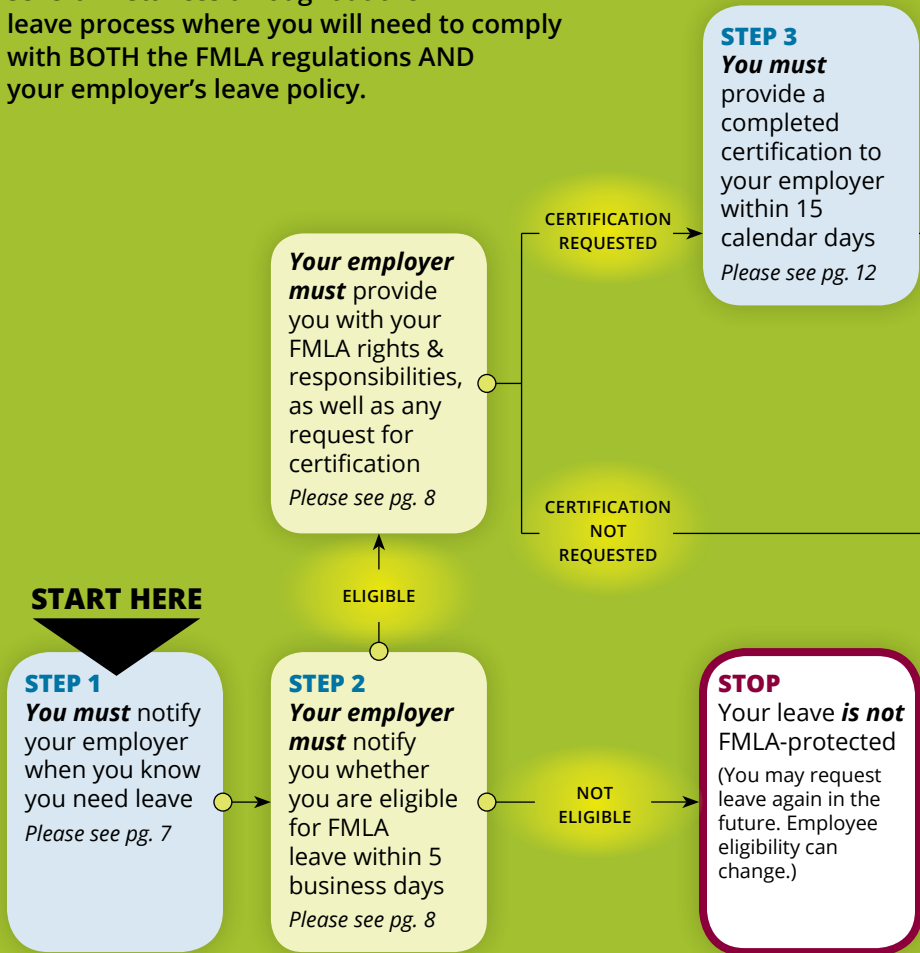 leave process where you will need to comply
with BOTH the FMLA regulations AND
your employer's leave policy.
START HERE
STEP 1
You must notify
your employer
when you know
you need leave
Please see pg. 7
STEP 2
Your employer
must notify
you whether
you are eligible
for FMLA
leave within 5
business days
Please see pg. 8
ELIGIBLE
Your employer
must provide
you with your
FMLA rights &
responsibilities,
as well as any
request for
certification
Please see pg. 8
CERTIFICATION
REQUESTED
STEP 3
You must
provide a
completed
certification to
your employer
within 15
calendar days
Please see pg. 12
CERTIFICATION
NOT
REQUESTED
NOT
ELIGIBLE
STOP
Your leave is not
FMLA-protected
(You may request
leave again in the
future. Employee
eligibility can
change.)